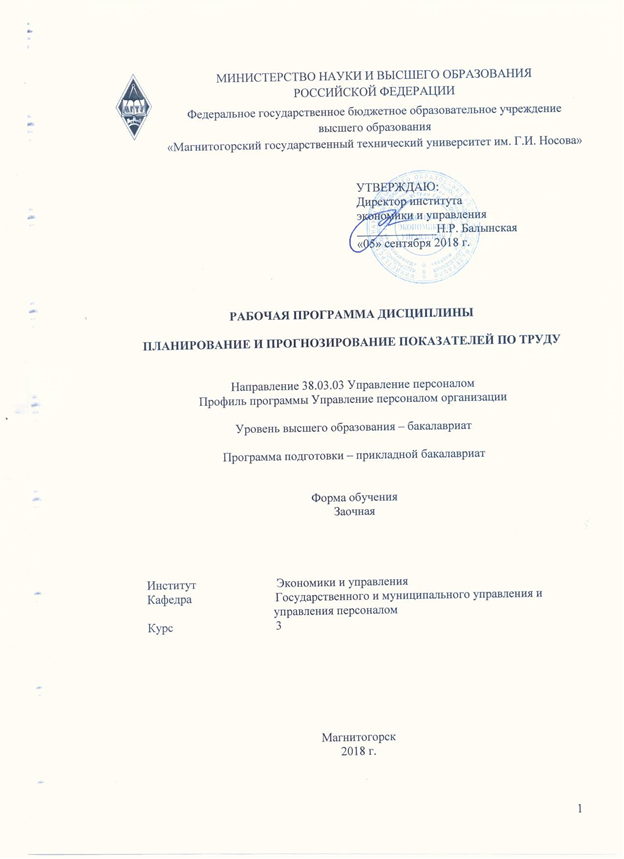 МИНИСТЕРСТВО НАУКИ И ВЫСШЕГО ОБРАЗОВАНИЯ
РОССИЙСКОЙ ФЕДЕРАЦИИ
Федеральное государственное бюджетное образовательное учреждение
высшего образования
«Магнитогорский государственный технический университет им. Г.И. Носова»
УТВЕРЖДАЮ:
Директор института
экономики и управления
Н.Р. Балынская
«05» сентября 2018 г.
РАБОЧАЯ ПРОГРАММА ДИСЦИПЛИНЫ
ПЛАНИРОВАНИЕ И ПРОГНОЗИРОВАНИЕ ПОКАЗАТЕЛЕЙ ПО ТРУДУ
Направление 38.03.03 Управление персоналом
Профиль программы Управление персоналом организации
Уровень высшего образования – бакалавриат
Программа подготовки – прикладной бакалавриат
Форма обучения
Заочная
Институт Экономики и управления
Кафедра Государственного и муниципального управления и
управления персоналом
Курс 3
Магнитогорск
2018 г.
1